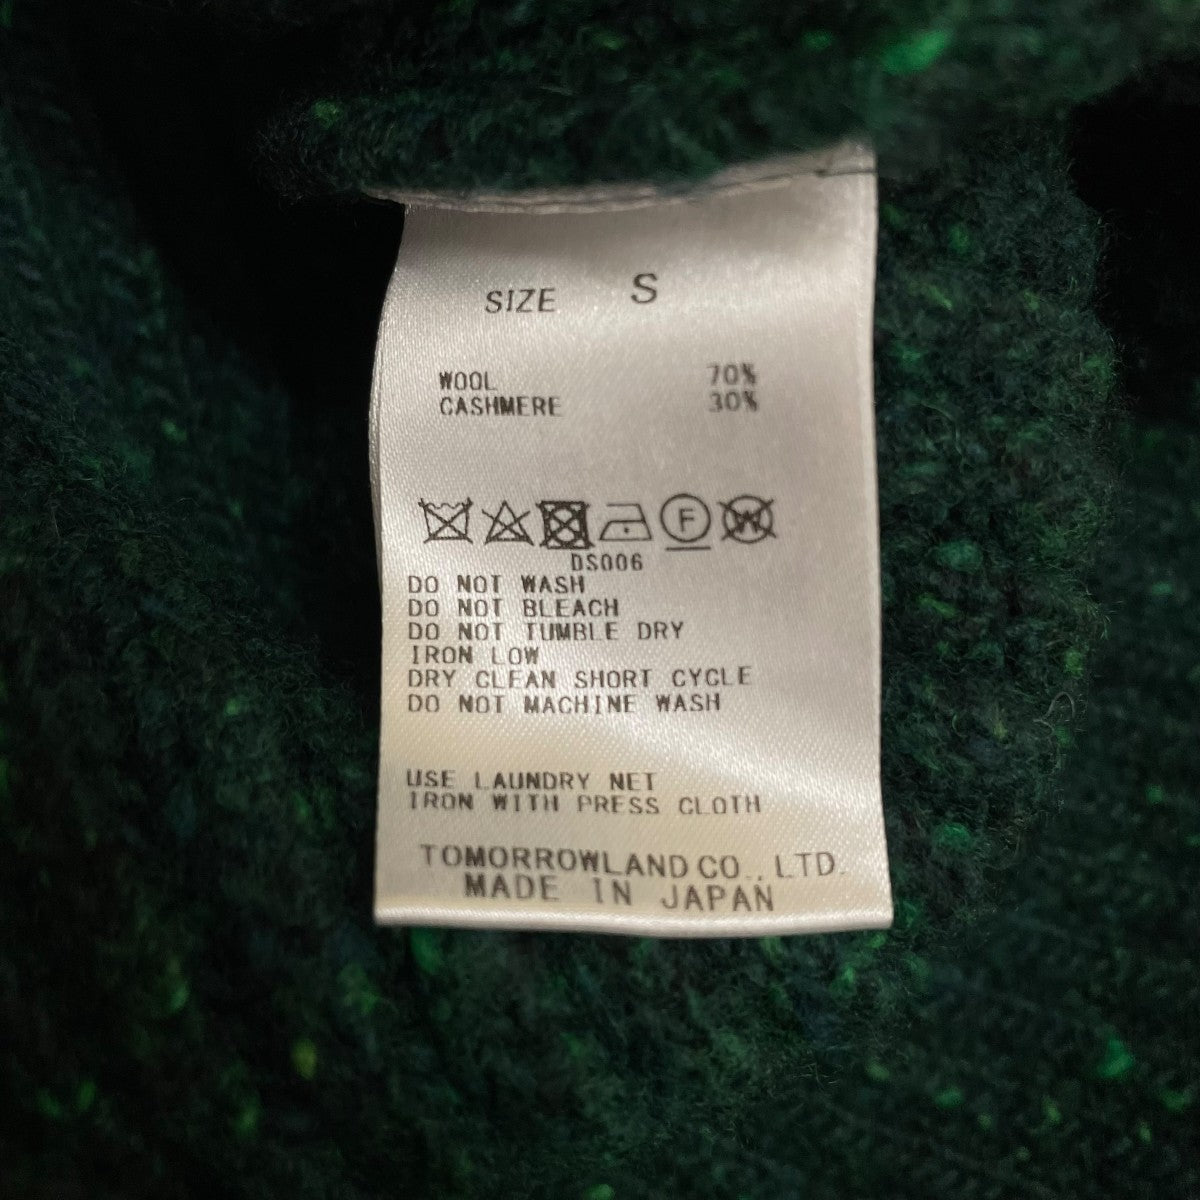 SIZE S
WOOL 70%
CASHMERE 30%
F W
DS006
DO NOT WASH
DO NOT BLEACH
DO NOT TUMBLE DRY
IRON LOW
DRY CLEAN SHORT CYCLE
DO NOT MACHINE WASH
USE LAUNDRY NET
IRON WITH PRESS CLOTH
TOMORROWLAND CO., LTD.
MADE IN JAPAN